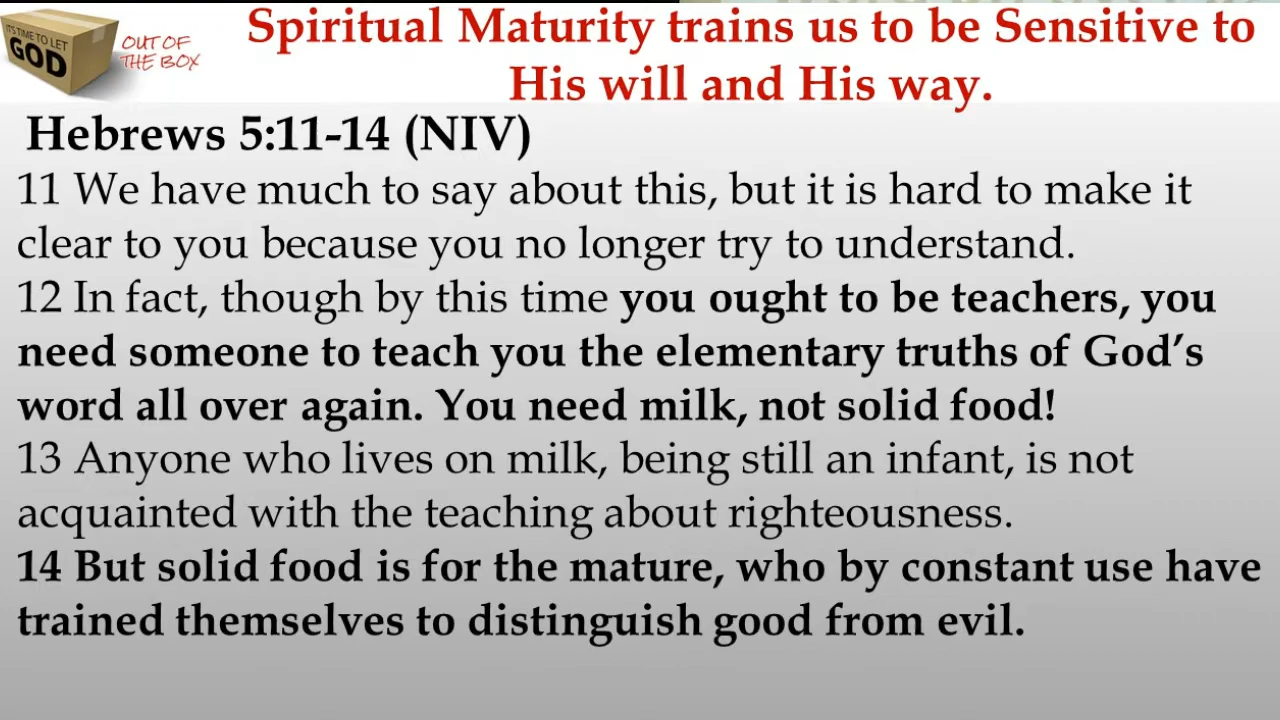 IT'S TIME TO LET
GOD
OUT OF
THE BOX
Spiritual Maturity trains us to be Sensitive to
His will and His way.
Hebrews 5:11-14 (NIV)
11 We have much to say about this, but it is hard to make it
clear to you because you no longer try to understand.
12 In fact, though by this time you ought to be teachers, you
need someone to teach you the elementary truths of God’s
word all over again. You need milk, not solid food!
13 Anyone who lives on milk, being still an infant, is not
acquainted with the teaching about righteousness.
14 But solid food is for the mature, who by constant use have
trained themselves to distinguish good from evil.